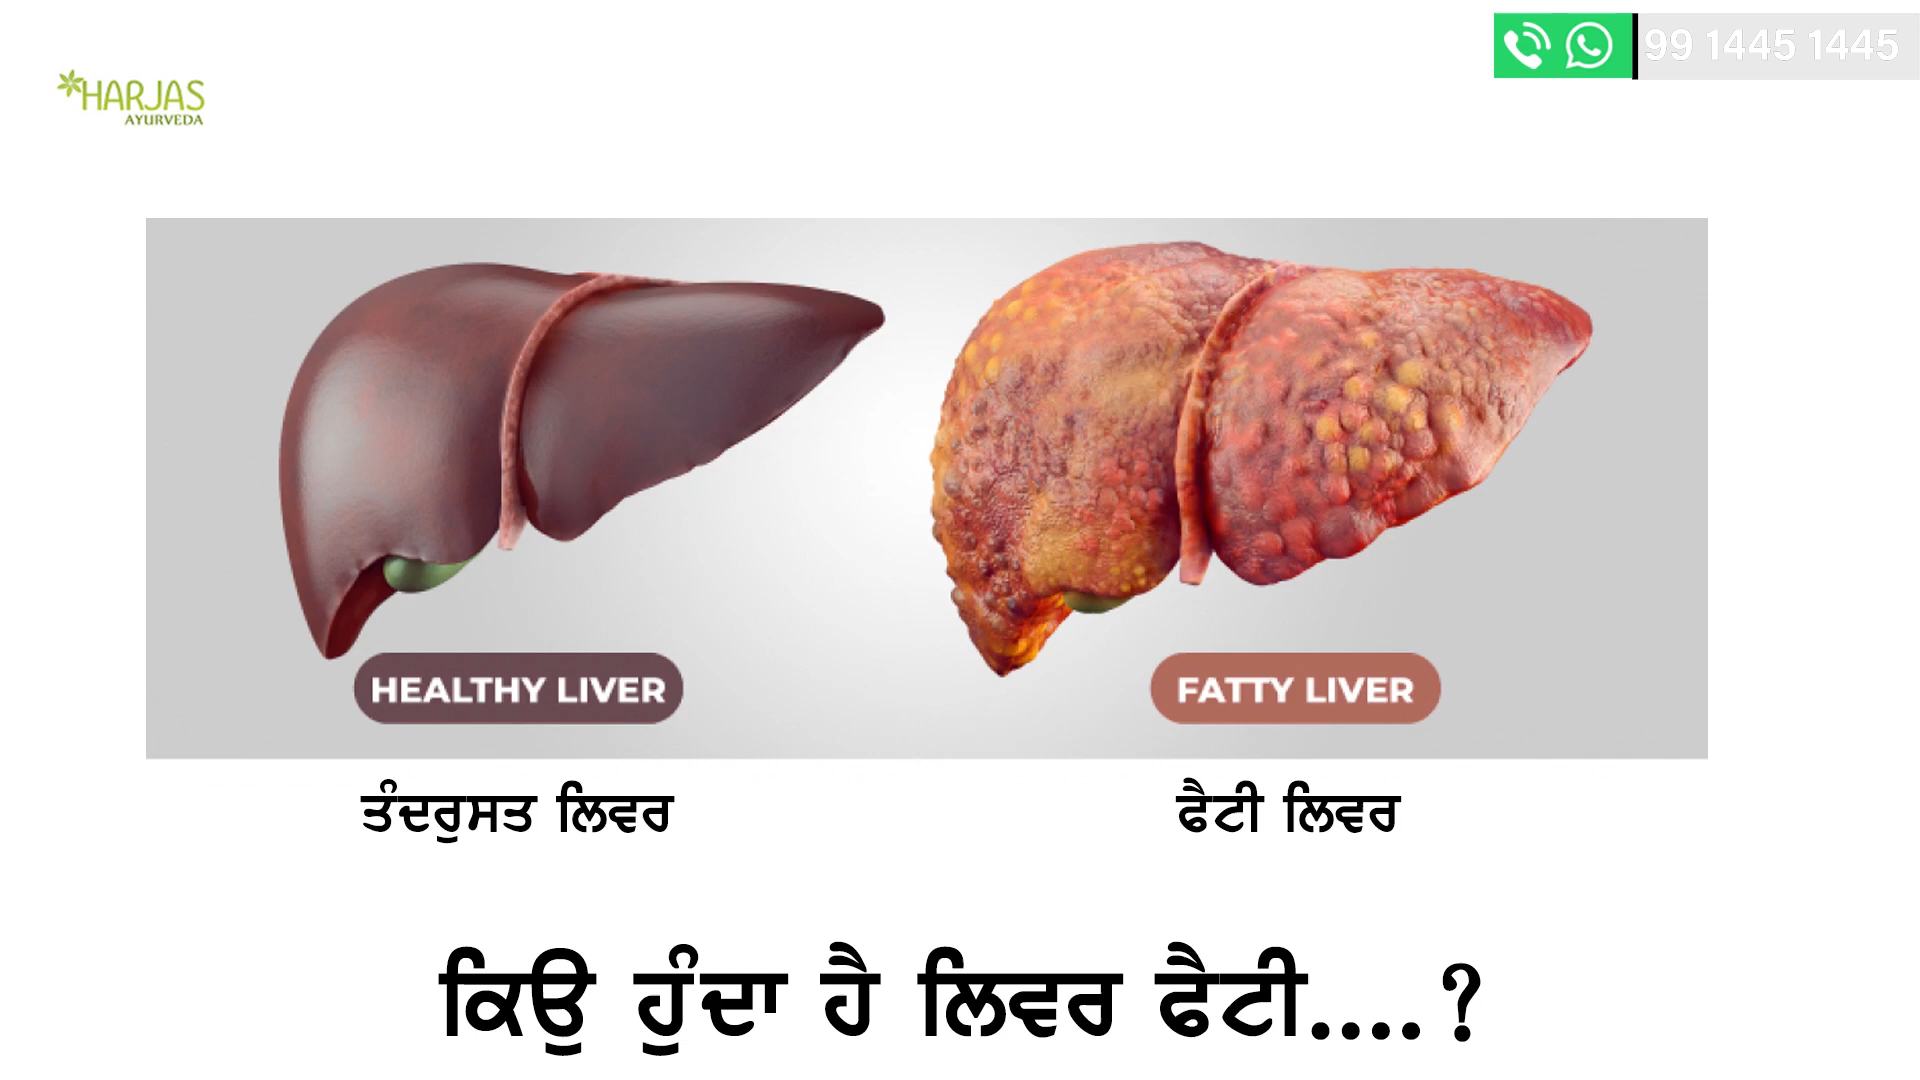 HARJAS
AYURVEDA
99 1445 1445
HEALTHY LIVER
FATTY LIVER
ਤੰਦਰੁਸਤ ਲਿਵਰ
ਫੈਟੀ ਲਿਵਰ
ਕਿਉ ਹੁੰਦਾ ਹੈ ਲਿਵਰ ਫੈਟੀ....?